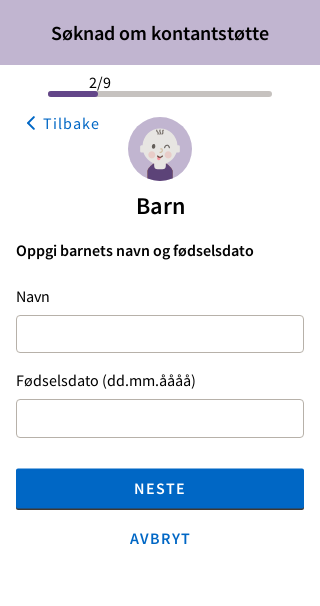 Søknad om kontantstøtte
2/9
Tilbake
Barn
Oppgi barnets navn og fødselsdato
Navn
Fødselsdato (dd.mm.åååå)
NESTE
AVBRYT